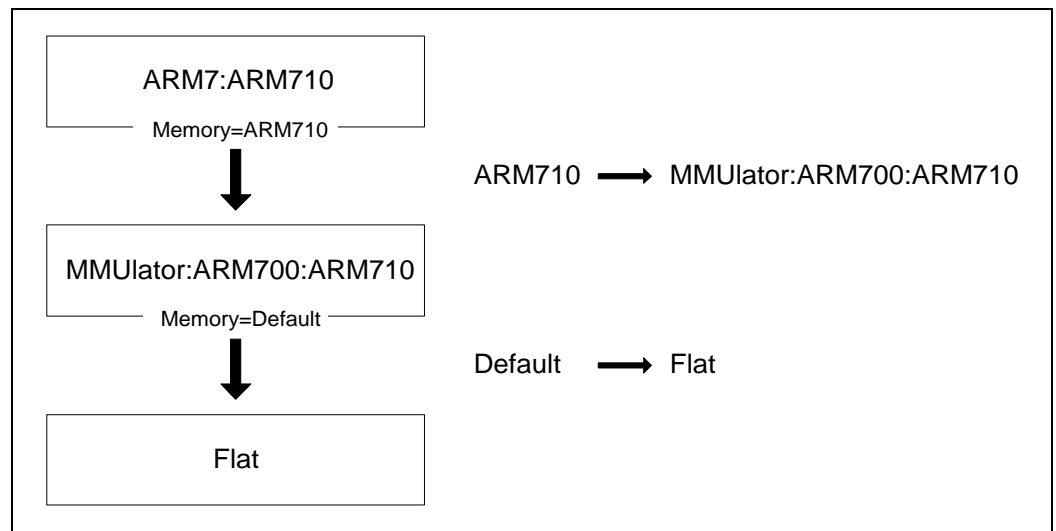 ARM7:ARM710
Memory=ARM710
ARM710
MMUlator:ARM700:ARM710
MMUlator:ARM700:ARM710
Memory=Default
Default
Flat
Flat